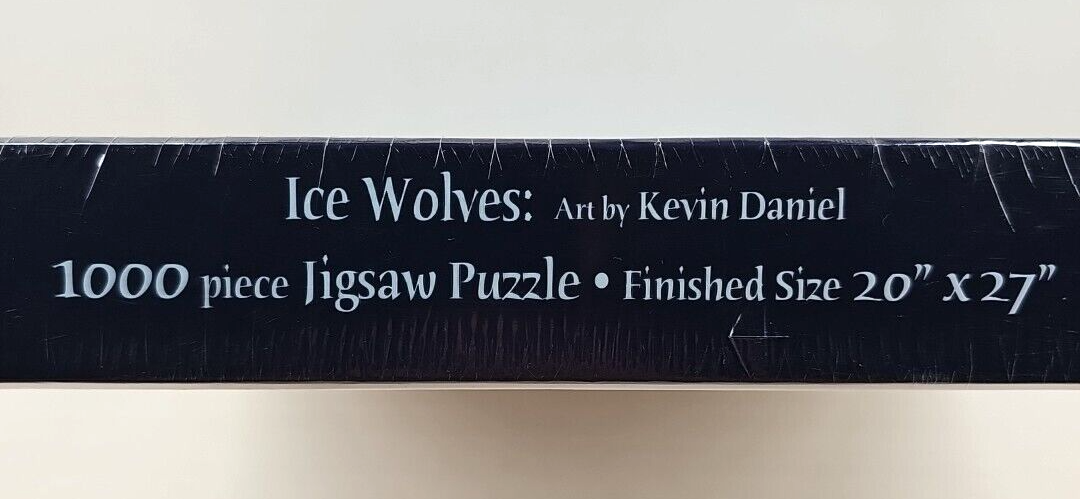 Ice Wolves: Art by Kevin Daniel
1000 piece Jigsaw Puzzle • Finished Size 20" x 27"